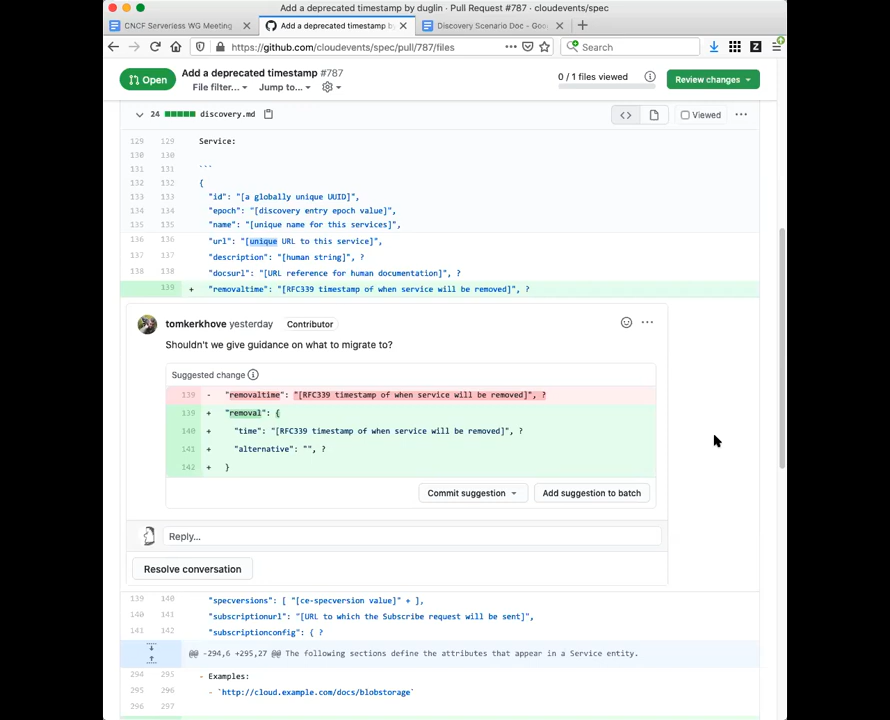 Add a deprecated timestamp by duglin · Pull Request #787 · cloudevents/spec
CNCF Serverless WG Meeting
Add a deprecated timestamp by
Discovery Scenario Doc - Goo
https://github.com/cloudevents/spec/pull/787/files
Search
Open
Add a deprecated timestamp #787
File filter...
Jump to...
0 / 1 files viewed
Review changes
24 discovery.md
Viewed
129 129 Service:
130 130
131 131 ```
132 132 {
133 133 "id": "[a globally unique UUID]",
134 134 "epoch": "[discovery entry epoch value]",
135 135 "name": "[unique name for this services]",
136 136 "url": "[unique URL to this service]",
137 137 "description": "[human string]", ?
138 138 "docsurl": "[URL reference for human documentation]", ?
139 + "removaltime": "[RFC339 timestamp of when service will be removed]", ?
tomkerkhove yesterday
Contributor
Shouldn't we give guidance on what to migrate to?
Suggested change
139 - "removaltime": "[RFC339 timestamp of when service will be removed]", ?
139 + "removal": {
140 + "time": "[RFC339 timestamp of when service will be removed]", ?
141 + "alternative": "", ?
142 + }
Commit suggestion
Add suggestion to batch
Reply...
Resolve conversation
139 140 "specversions": [ "[ce-specversion value]" + ],
140 141 "subscriptionurl": "[URL to which the Subscribe request will be sent]",
141 142 "subscriptionconfig": { ?
@@ -294,6 +295,27 @@ The following sections define the attributes that appear in a Service entity.
294 295 - Examples:
295 296 - `http://cloud.example.com/docs/blobstorage`
296 297